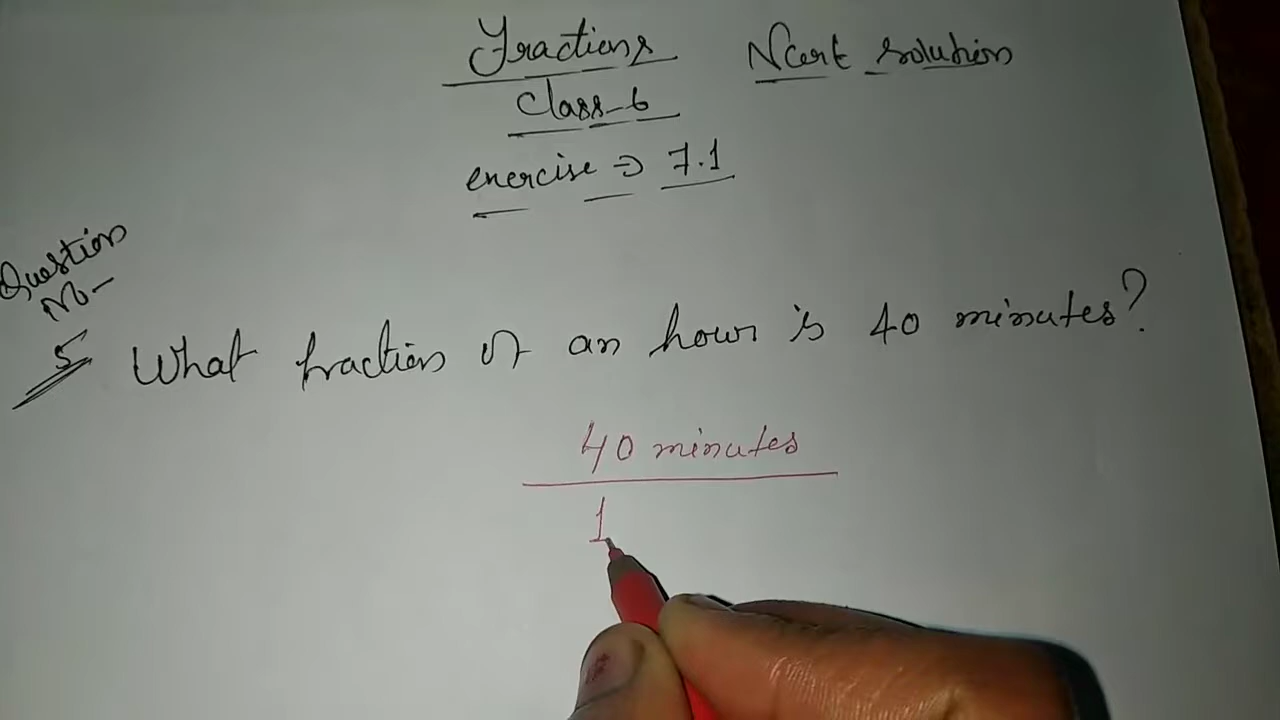 Fractions Ncert solution
Class-6
exercise => 7.1
Question
No-
5 What fraction of an hour is 40 minutes?
40 minutes
1